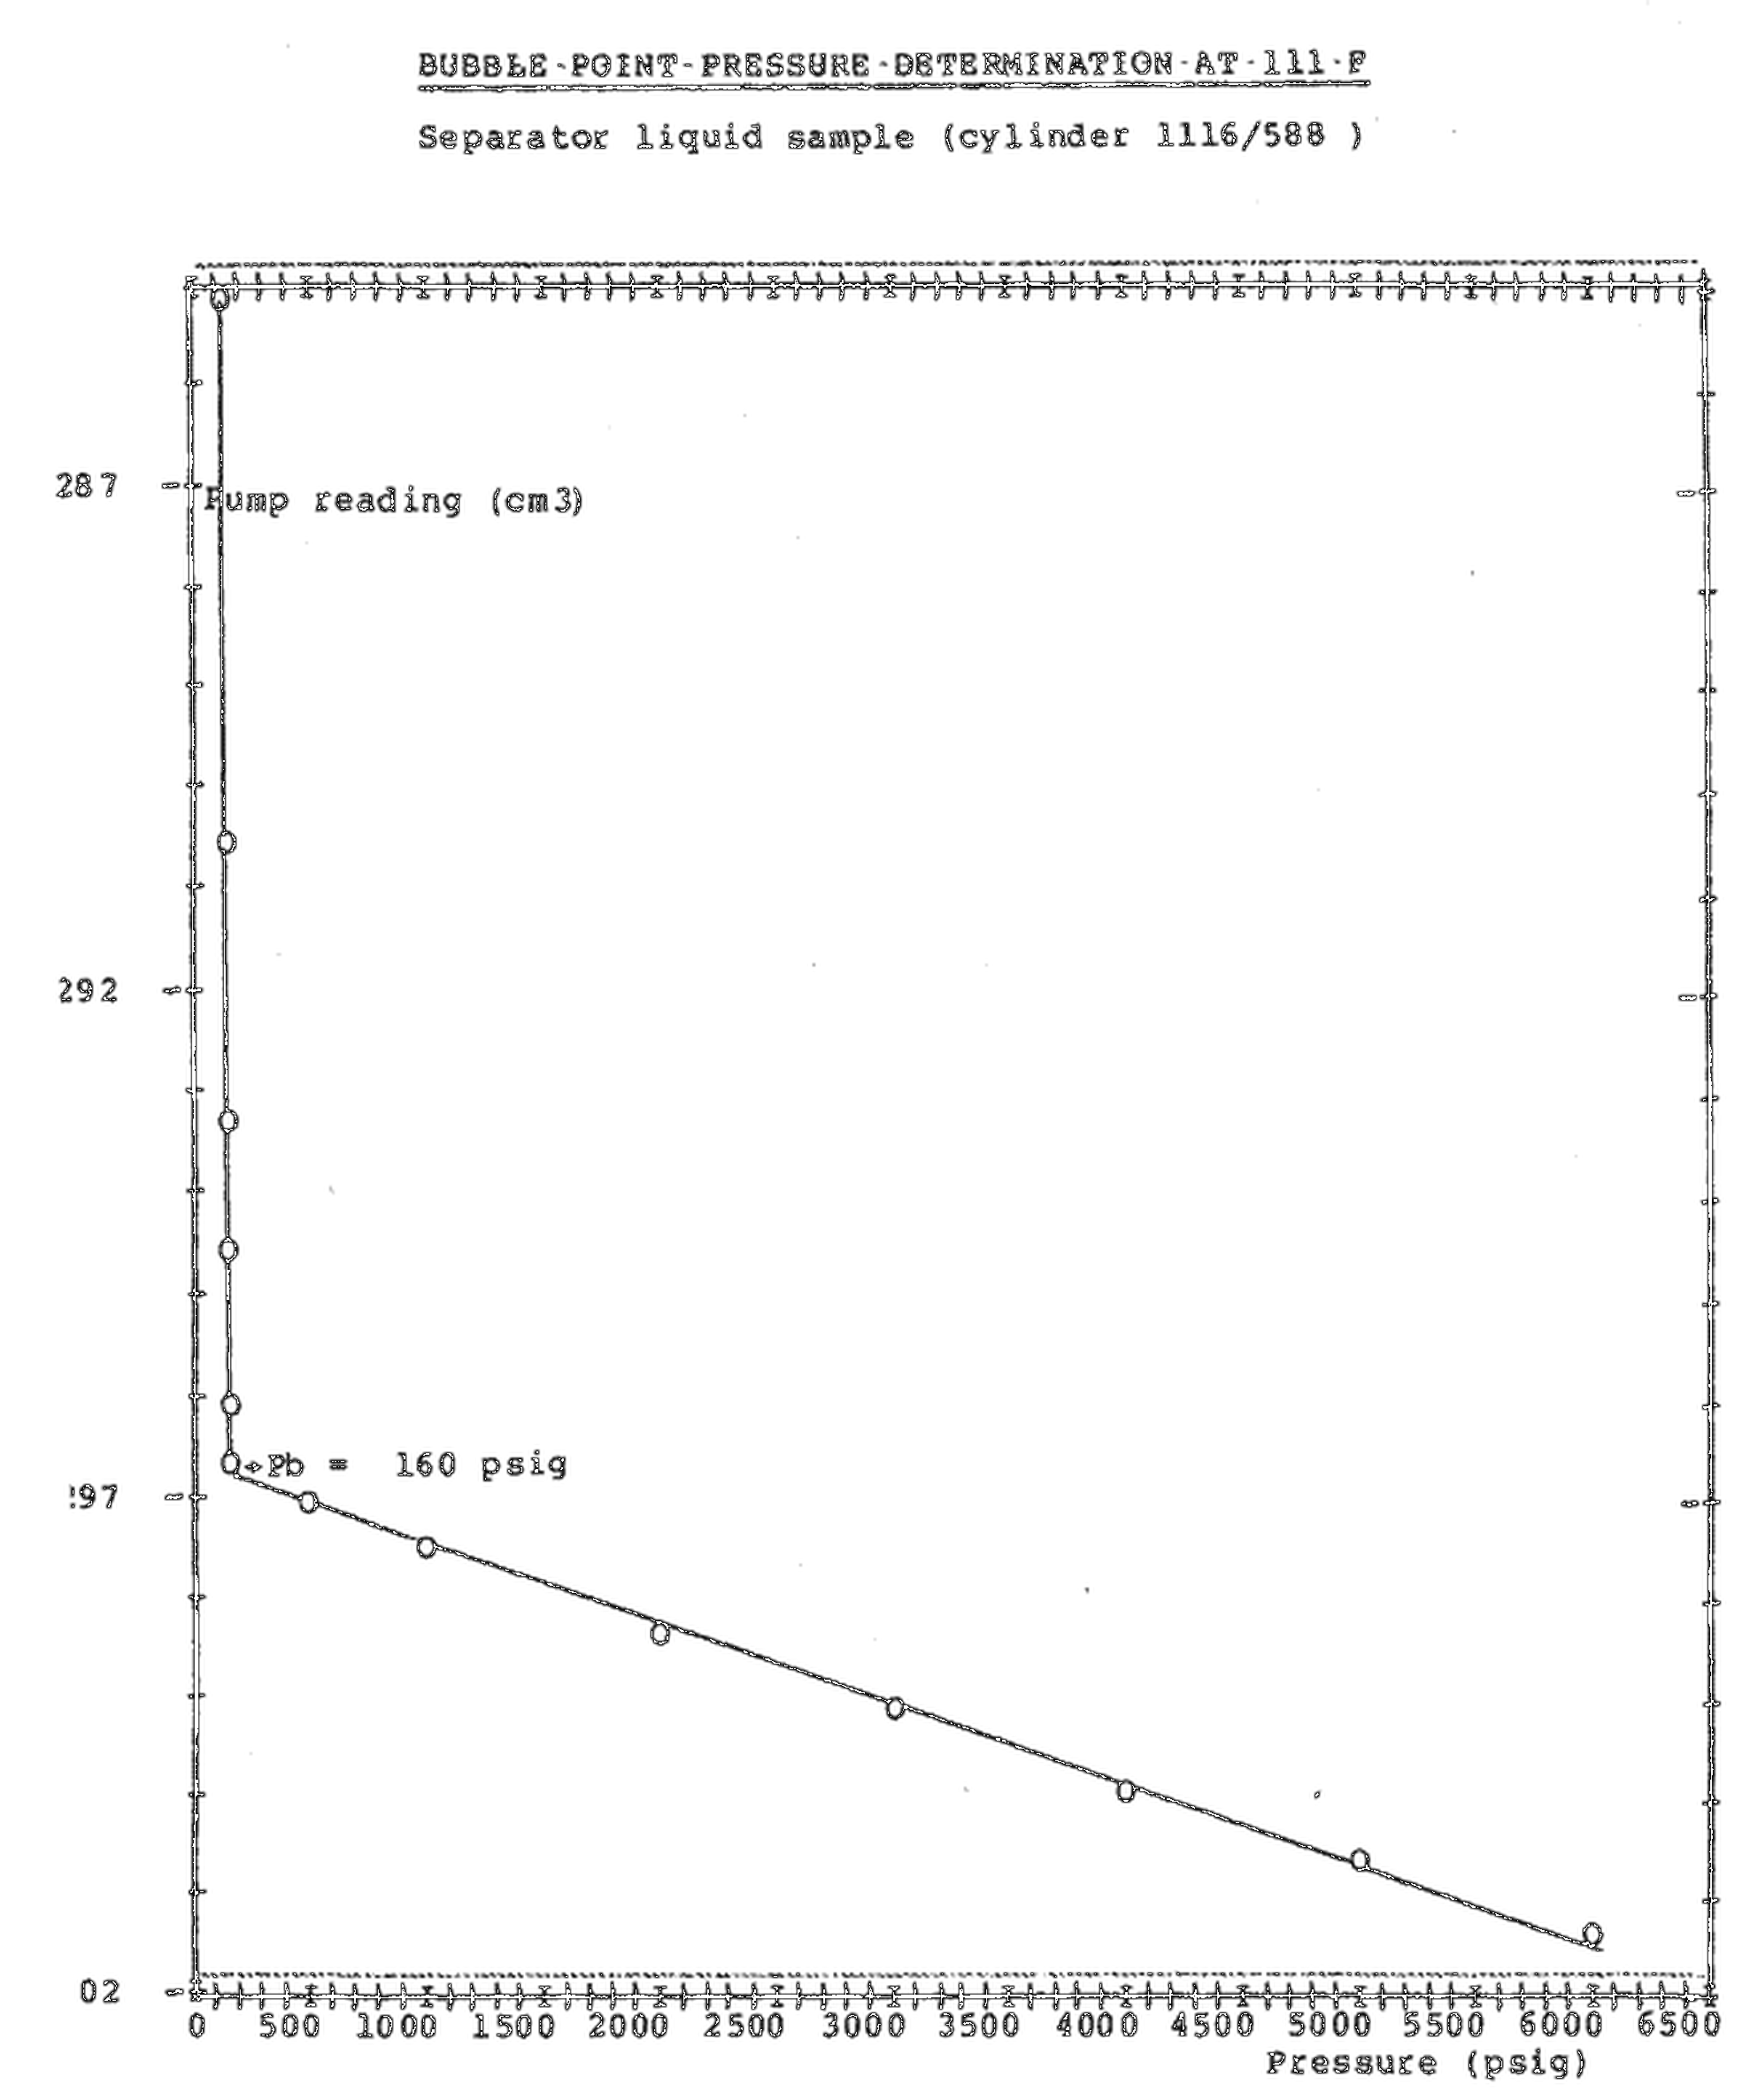 BUBBLE-POINT-PRESSURE-DETERMINATION-AT-111-F
Separator liquid sample (cylinder 1116/588 )
287
Pump reading (cm3)
292
Pb = 160 psig
!97
02
0 500 1000 1500 2000 2500 3000 3500 4000 4500 5000 5500 6000 6500
Pressure (psig)